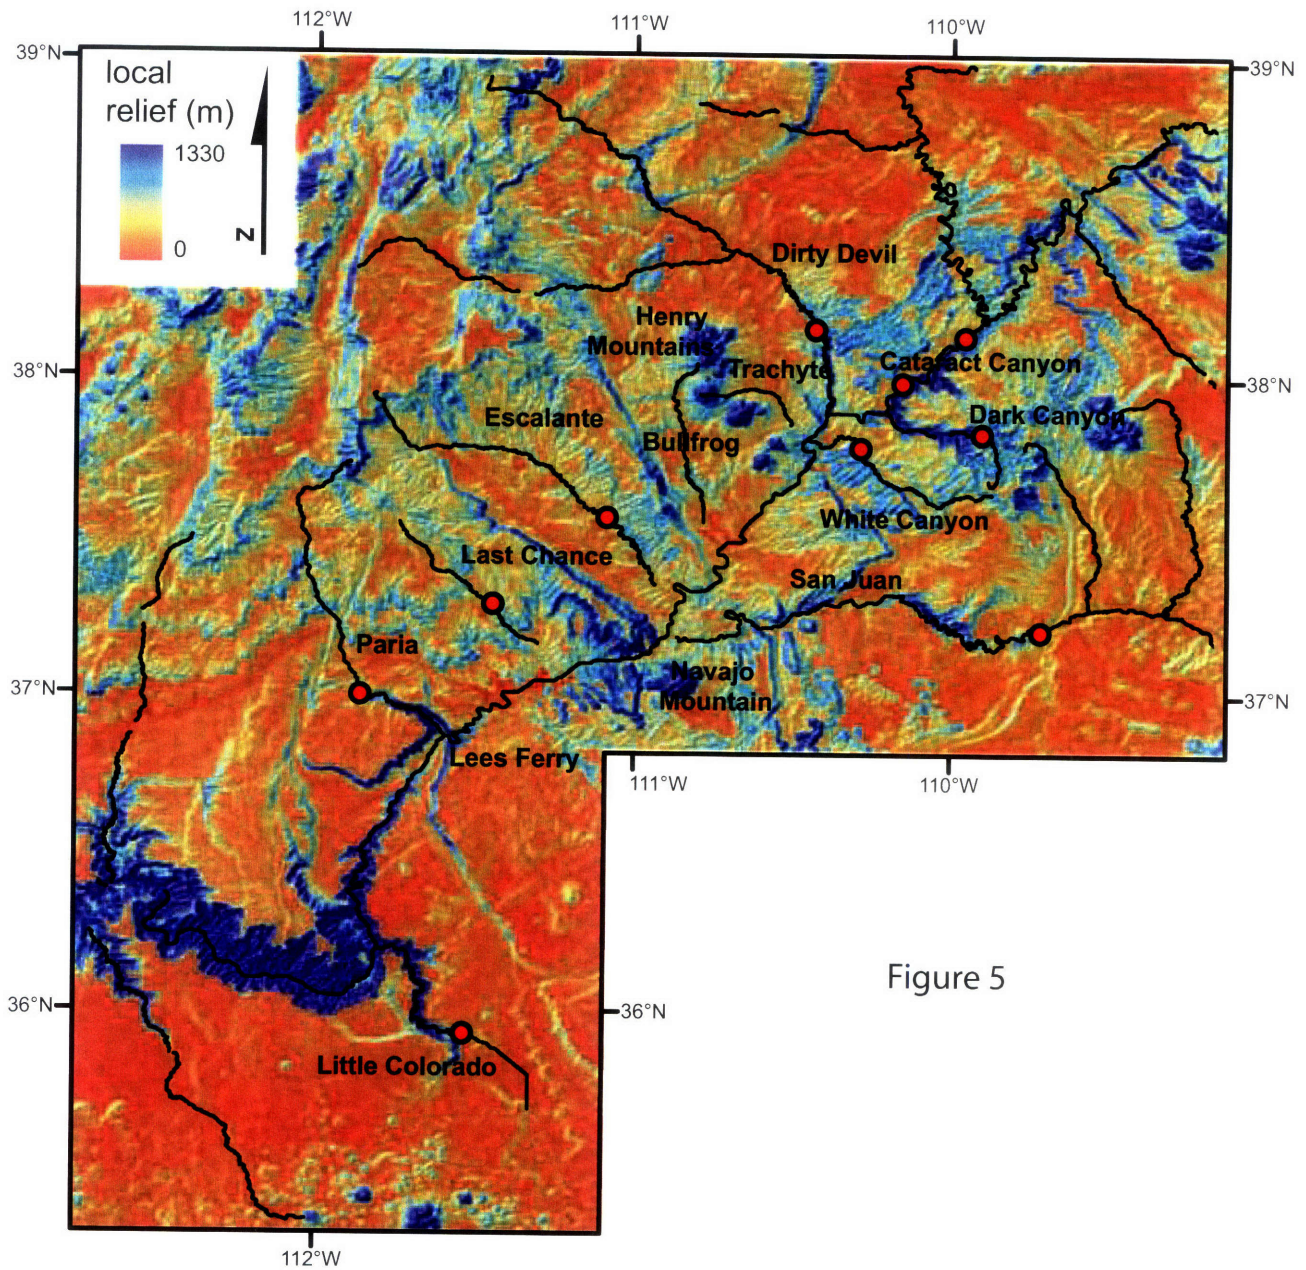 112°W
111°W
110°W
39°N
39°N
local
relief (m)
1330
0
N
Dirty Devil
Henry
Mountains
Trachyte
Cataract Canyon
38°N
38°N
Escalante
Bullfrog
Dark Canyon
White Canyon
Last Chance
San Juan
Paria
Navajo
Mountain
37°N
37°N
Lees Ferry
111°W
110°W
Figure 5
36°N
36°N
Little Colorado
112°W